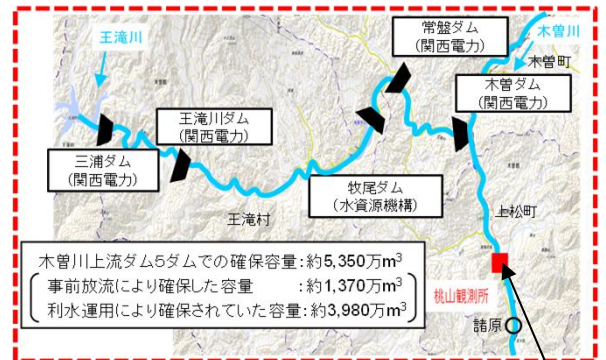 王滝川
常盤ダム
(関西電力)
木曽川
木曽町
木曽ダム
(関西電力)
王滝川ダム
(関西電力)
三浦ダム
(関西電力)
牧尾ダム
(水資源機構)
王滝村
上松町
木曽川上流ダム5ダムでの確保容量:約5,350万m³
事前放流により確保した容量 :約1,370万m³
利水運用により確保されていた容量:約3,980万m³
桃山観測所
諸原